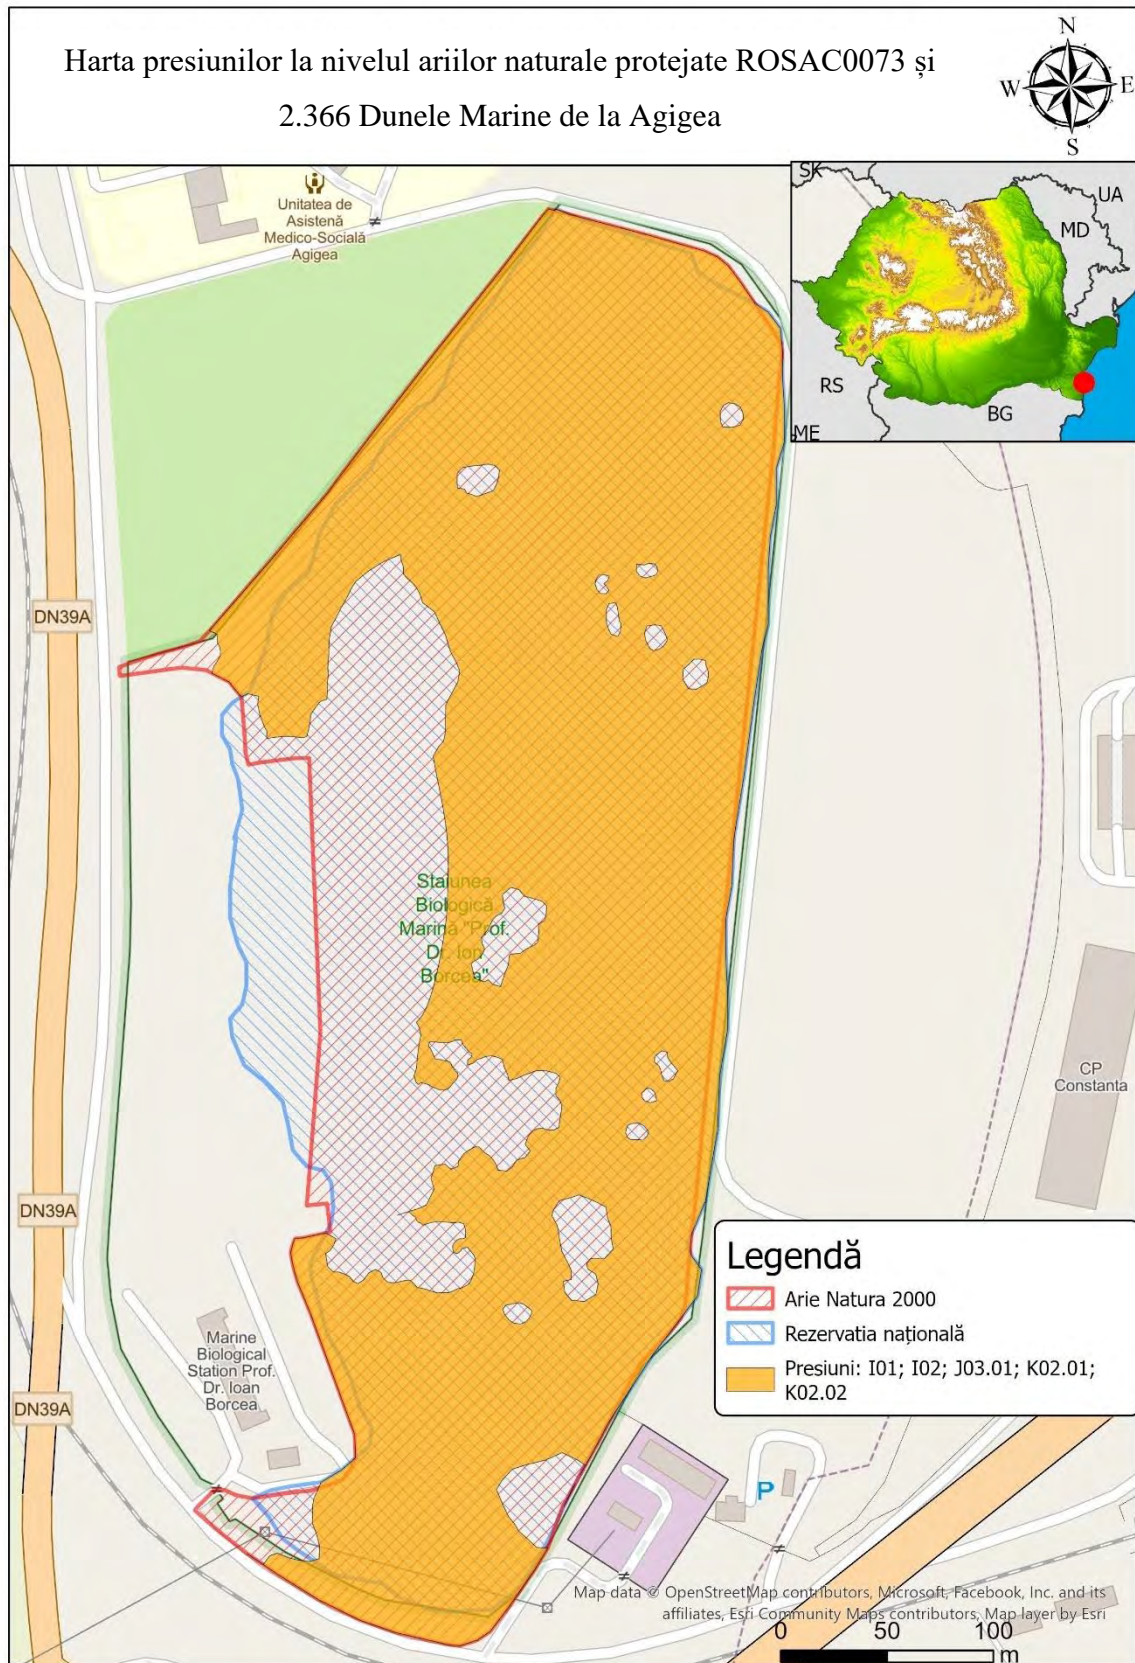 Harta presiunilor la nivelul ariilor naturale protejate ROSAC0073 și
2.366 Dunele Marine de la Agigea
N
W
E
S
Unitatea de
Asistenă
Medico-Socială
Agigea
SK
UA
MD
RS
BG
ME
DN39A
Staiunea
Biologică
Marină "Prof.
Dr. Ion
Borcea"
CP
Constanta
DN39A
Legendă
Arie Natura 2000
Rezervatia națională
Presiuni: I01; I02; J03.01; K02.01;
K02.02
Marine
Biological
Station Prof.
Dr. Ioan
Borcea
DN39A
P
Map data © OpenStreetMap contributors, Microsoft, Facebook, Inc. and its
affiliates, Esri Community Maps contributors, Map layer by Esri
0 50 100
m